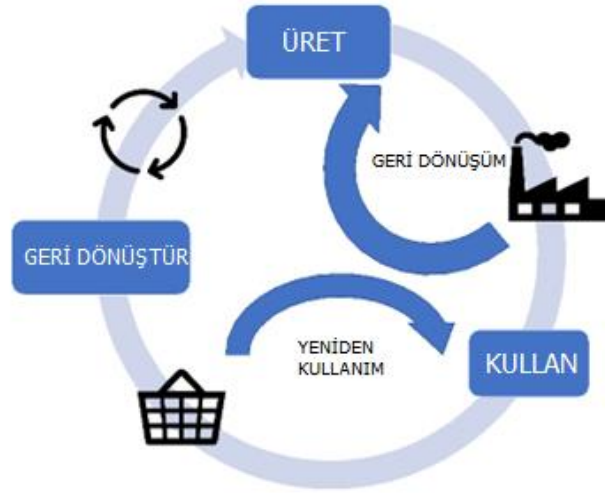 ÜRET
GERİ DÖNÜŞÜM
GERİ DÖNÜŞTÜR
YENİDEN
KULLANIM
KULLAN